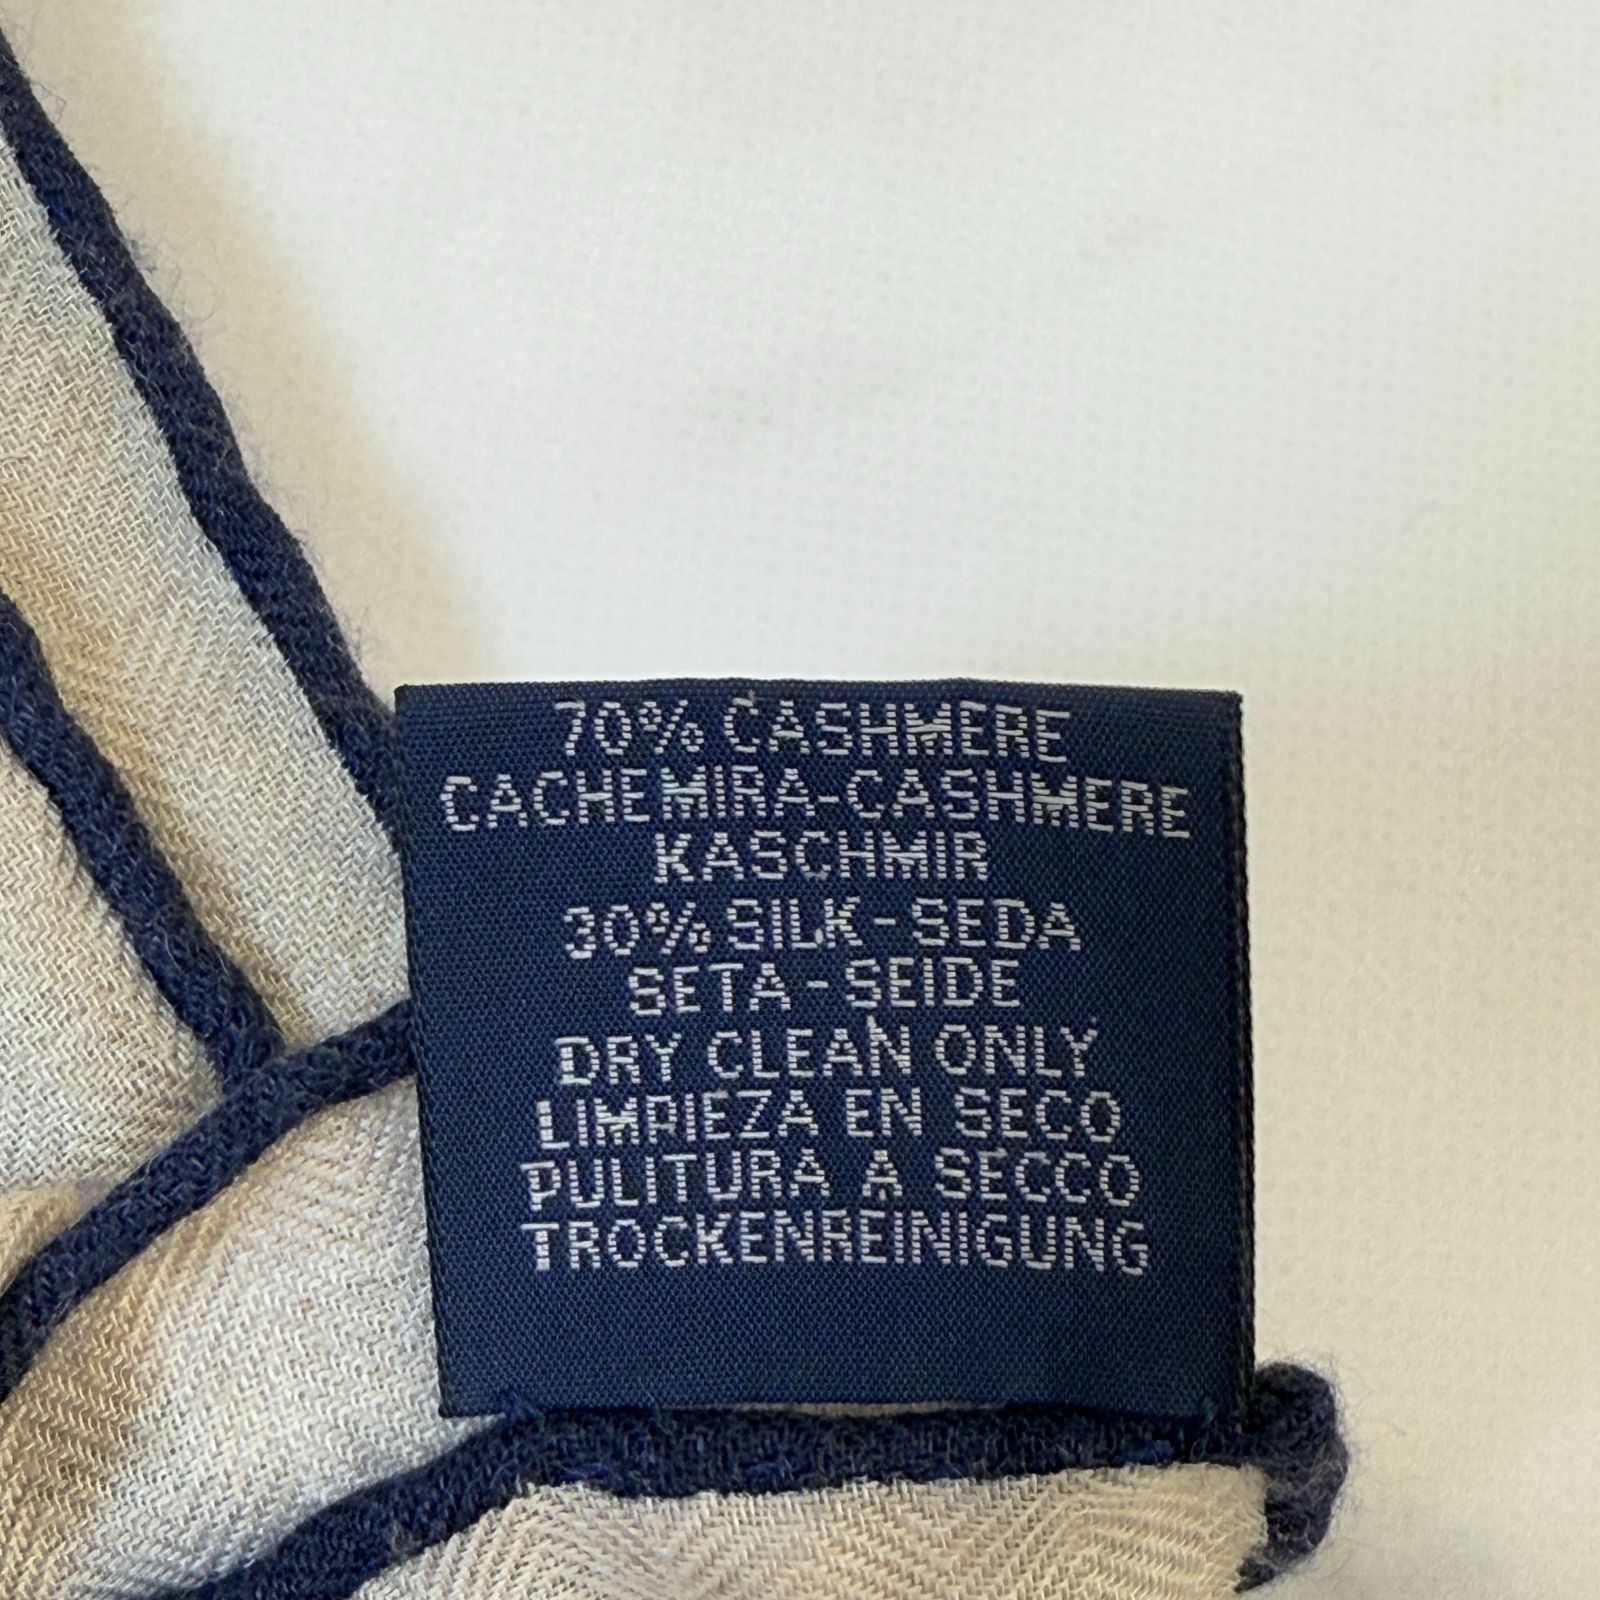 70% CASHMERE
CACHEMIRA-CASHMERE
KASCHMIR
30% SILK-SEDA
SETA-SEIDE
DRY CLEAN ONLY
LIMPIEZA EN SECO
PULITURA A SECCO
TROCKENREINIGUNG